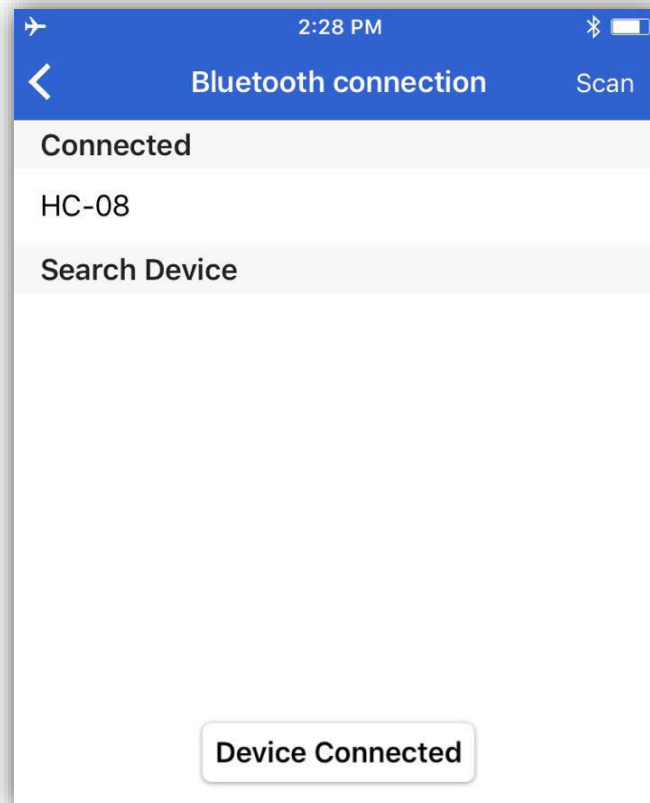 2:28 PM
Bluetooth connection
Scan
Connected
HC-08
Search Device
Device Connected